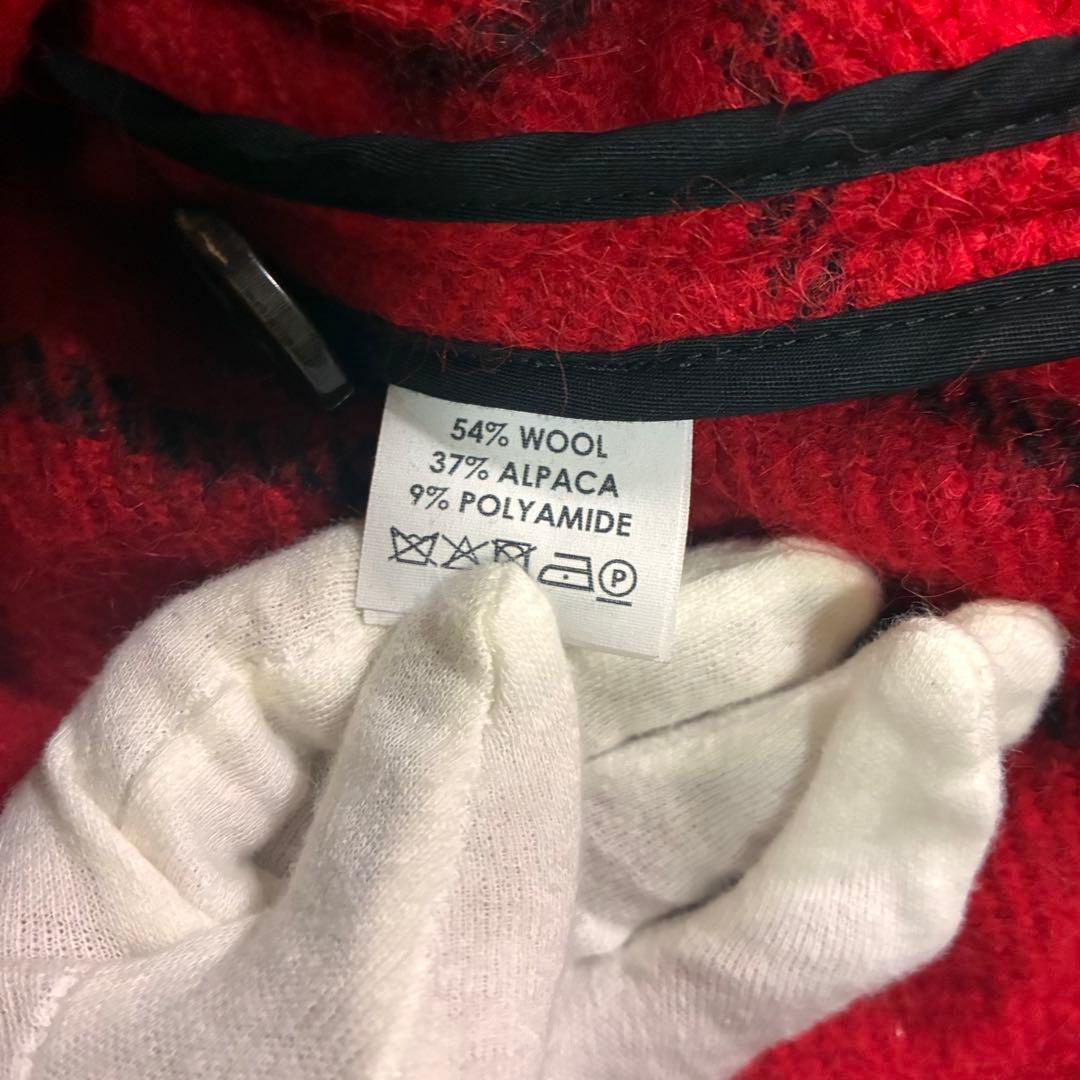 54% WOOL
37% ALPACA
9% POLYAMIDE
P